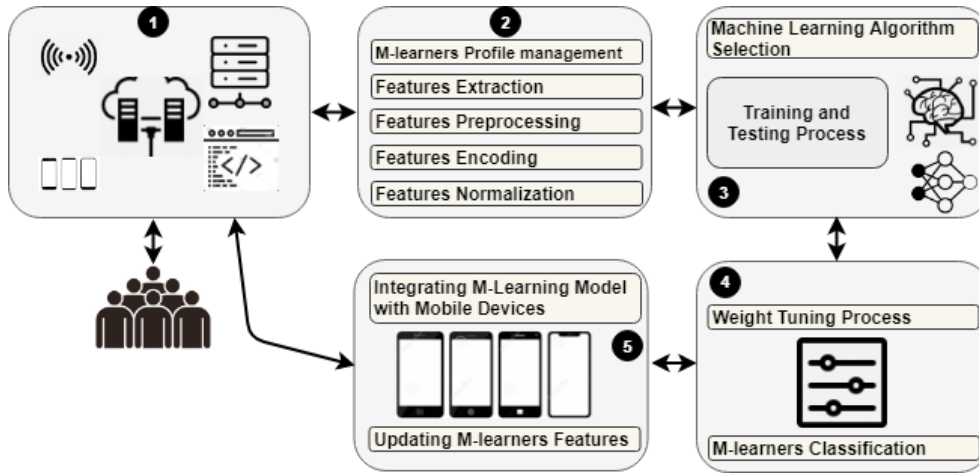 1
</>
2
M-learners Profile management
Features Extraction
Features Preprocessing
Features Encoding
Features Normalization
Machine Learning Algorithm
Selection
Training and
Testing Process
3
4
Weight Tuning Process
M-learners Classification
Integrating M-Learning Model
with Mobile Devices
5
Updating M-learners Features